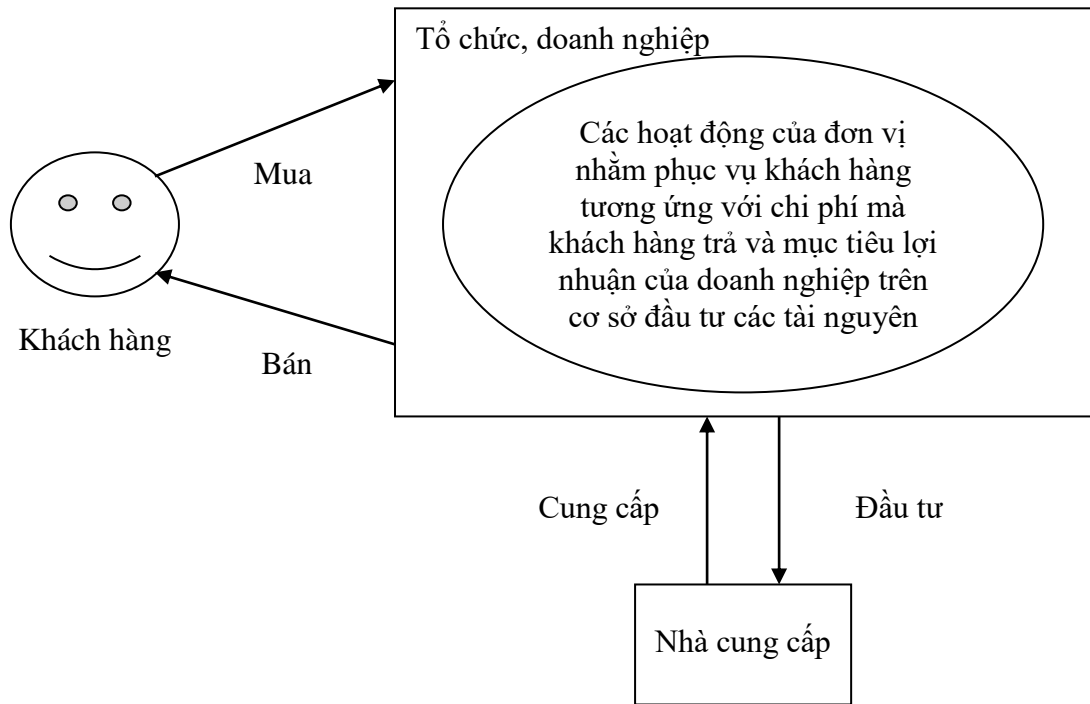 Tổ chức, doanh nghiệp
Các hoạt động của đơn vị
nhằm phục vụ khách hàng
tương ứng với chi phí mà
khách hàng trả và mục tiêu lợi
nhuận của doanh nghiệp trên
cơ sở đầu tư các tài nguyên
Mua
Khách hàng
Bán
Cung cấp
Đầu tư
Nhà cung cấp